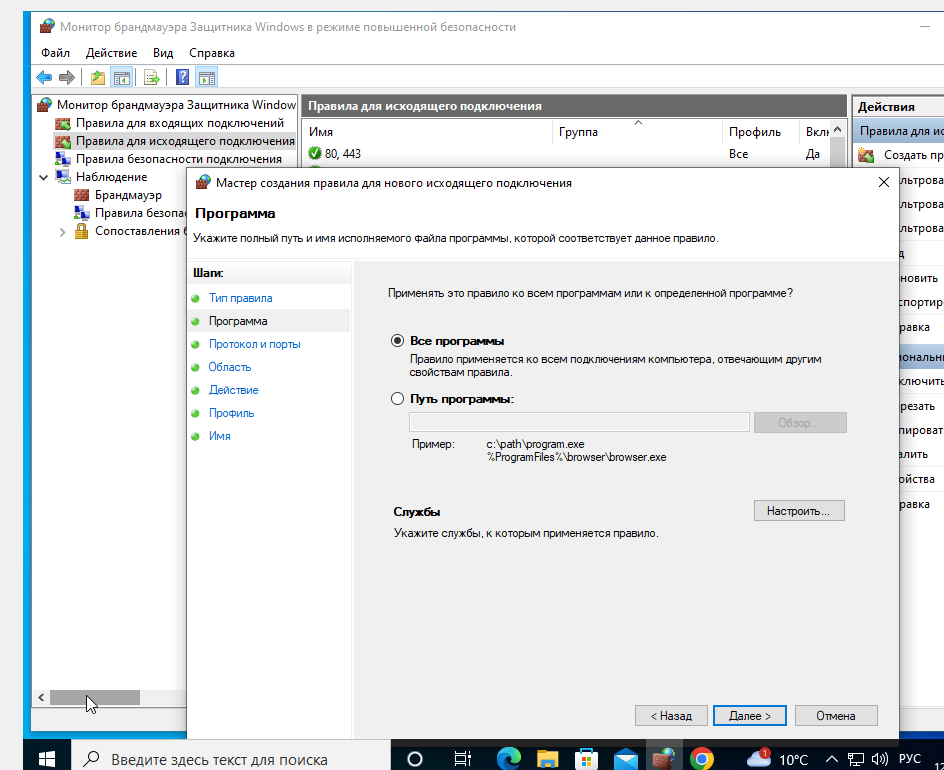 Монитор брандмауэра Защитника Windows в режиме повышенной безопасности
Файл Действие Вид Справка
Монитор брандмауэра Защитника Window
Правила для входящих подключений
Правила для исходящего подключения
Правила безопасности подключения
Наблюдение
Брандмауэр
Правила безопас
Сопоставления б
Правила для исходящего подключения
Имя Группа Профиль Вкл
80, 443 Все Да
Действия
Правила для ис
Создать пр
льтрова
льтрова
льтрова
д
новить
спортир
равка
иональнь
ключить
резать
пироват
алить
ойства
равка
Мастер создания правила для нового исходящего подключения
Программа
Укажите полный путь и имя исполняемого файла программы, которой соответствует данное правило.
Шаги:
Тип правила
Программа
Протокол и порты
Область
Действие
Профиль
Имя
Применять это правило ко всем программам или к определенной программе?
Все программы
Правило применяется ко всем подключениям компьютера, отвечающим другим
свойствам правила.
Путь программы:
Обзор...
Пример: c:\path\program.exe
%ProgramFiles%\browser\browser.exe
Службы
Настроить...
Укажите службы, к которым применяется правило.
< Назад Далее > Отмена
Введите здесь текст для поиска
1
10°C
РУС